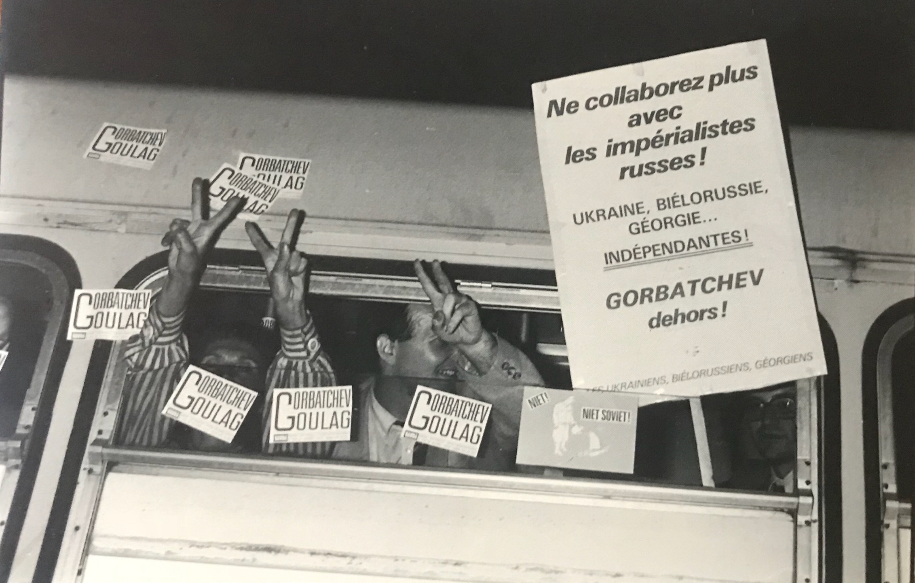 GORBATCHEV
GOULAG
GORBATCHEV
GOULAG
GORBATCHEV
GOULAG
Ne collaborez plus
avec
les impérialistes
russes!
UKRAINE, BIÉLORUSSIE,
GÉORGIE...
INDÉPENDANTES!
GORBATCHEV
dehors!
UKRAINIENS, BIÉLORUSSIENS, GÉORGIENS
GORBATCHEV
GOULAG
GORBATCHEV
GOULAG
GORBATCHEV
GOULAG
GORBATCHEV
GOULAG
NIET!
NIET SOVIET!